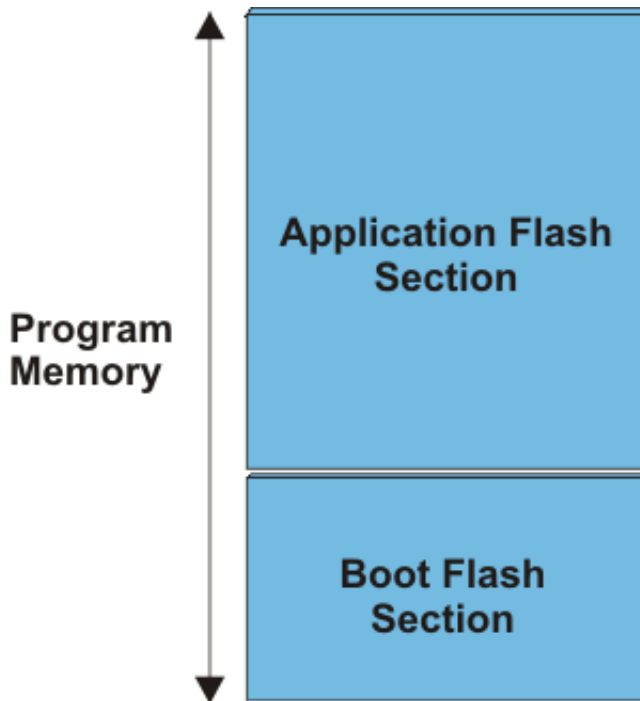 Application Flash
Section
Program
Memory
Boot Flash
Section